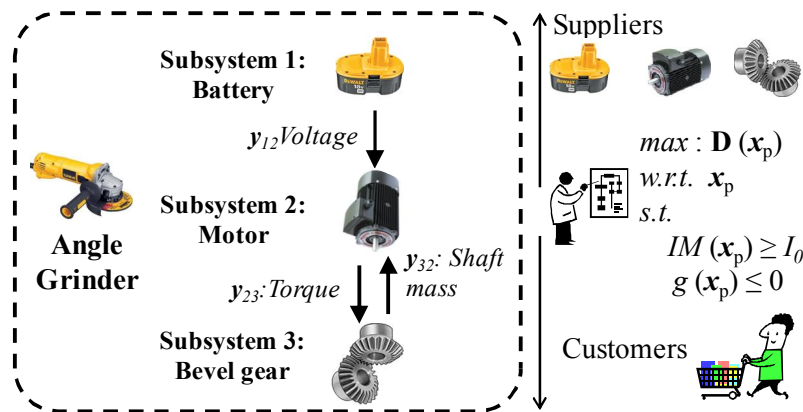 Subsystem 1:
Battery
y12Voltage
Subsystem 2:
Motor
Angle
Grinder
y23:Torque
y32: Shaft
mass
Subsystem 3:
Bevel gear
Suppliers
max : D (xp)
w.r.t. xp
s.t.
IM (xp) ≥ I0
g (xp) ≤ 0
Customers